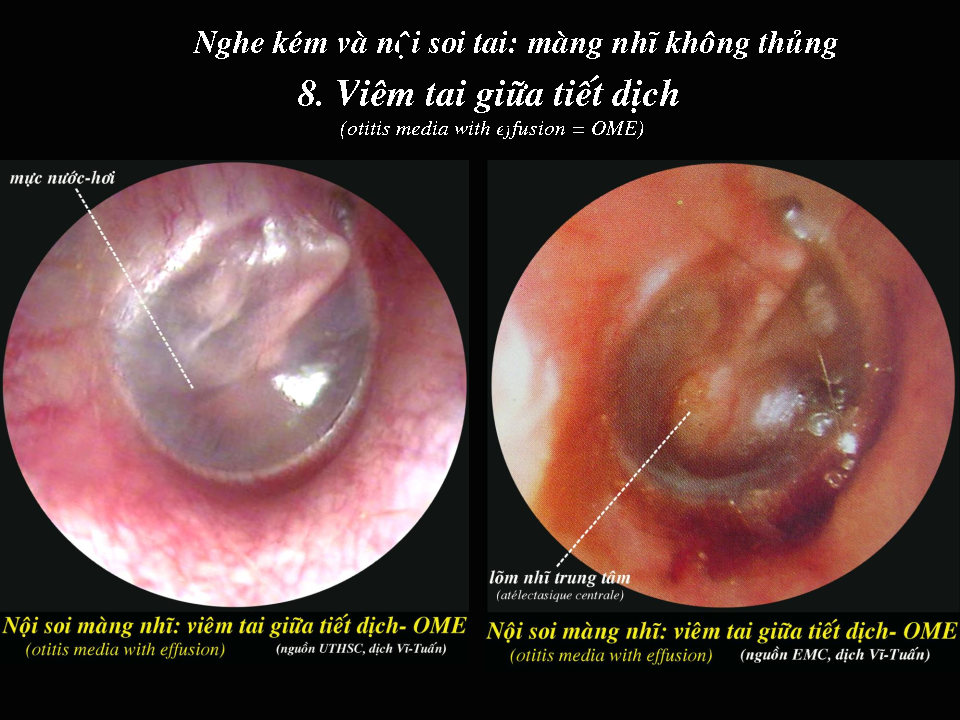 Nghe kém và nội soi tai: màng nhĩ không thủng
8. Viêm tai giữa tiết dịch
(otitis media with effusion = OME)
mực nước-hơi
lõm nhĩ trung tâm
(atélectasique centrale)
Nội soi màng nhĩ: viêm tai giữa tiết dịch- OME
(otitis media with effusion) (nguồn UTHSC, dịch Vĩ-Tuấn)
Nội soi màng nhĩ: viêm tai giữa tiết dịch- OME
(otitis media with effusion) (nguồn EMC, dịch Vĩ-Tuấn)